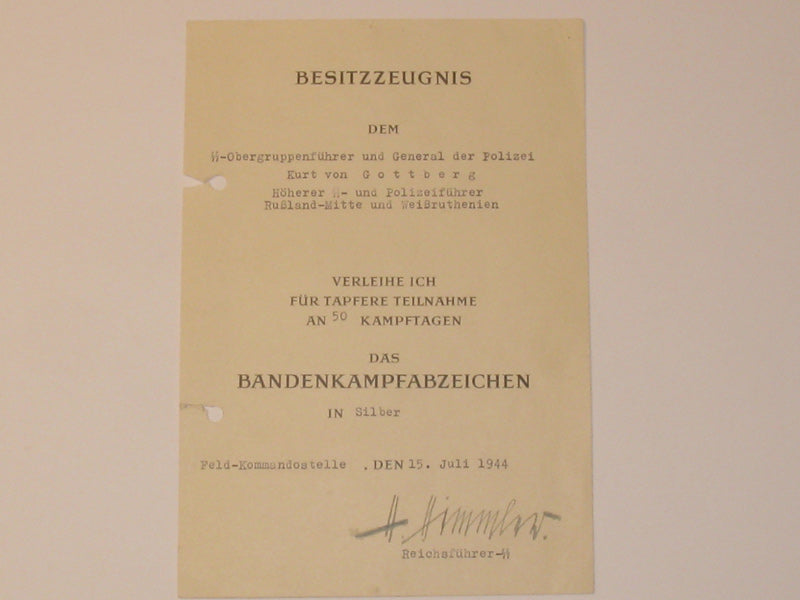 BESITZZEUGNIS
DEM
ᛋᛋ-Obergruppenführer und General der Polizei
Kurt von G o t t b e r g
Höherer ᛋᛋ- und Polizeiführer
Rußland-Mitte und Weißruthenien
VERLEIHE ICH
FÜR TAPFERE TEILNAHME
AN 50 KAMPFTAGEN
DAS
BANDENKAMPFABZEICHEN
IN Silber
Feld-Kommandostelle , DEN 15. Juli 1944
H. Himmler.
Reichsführer-ᛋᛋ